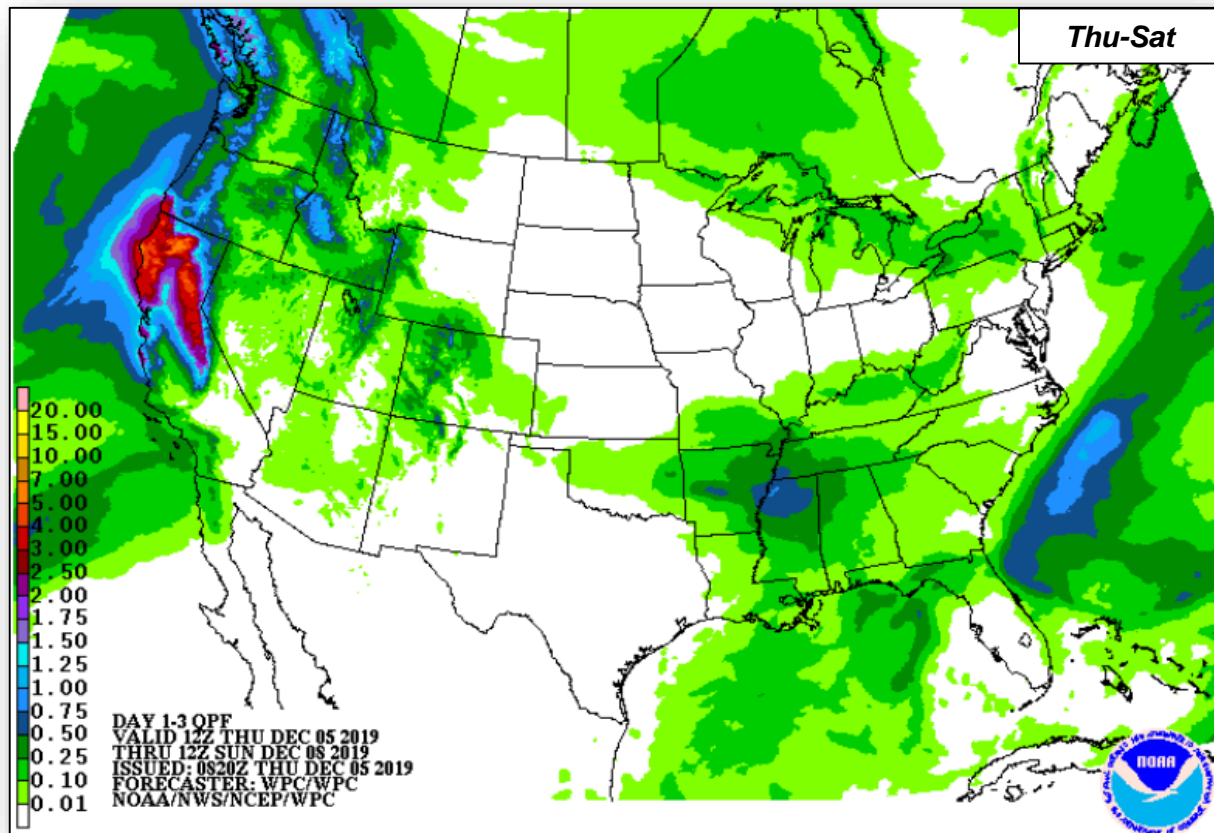 Thu-Sat
20.00
15.00
10.00
7.00
5.00
4.00
3.00
2.50
2.00
1.75
1.50
1.25
1.00
0.75
0.50
0.25
0.10
0.01
DAY 1-3 QPF
VALID 12Z THU DEC 05 2019
THRU 12Z SUN DEC 08 2019
ISSUED: 0820Z THU DEC 05 2019
FORECASTER: WPC/WPC
NOAA/NWS/NCEP/WPC
NOAA